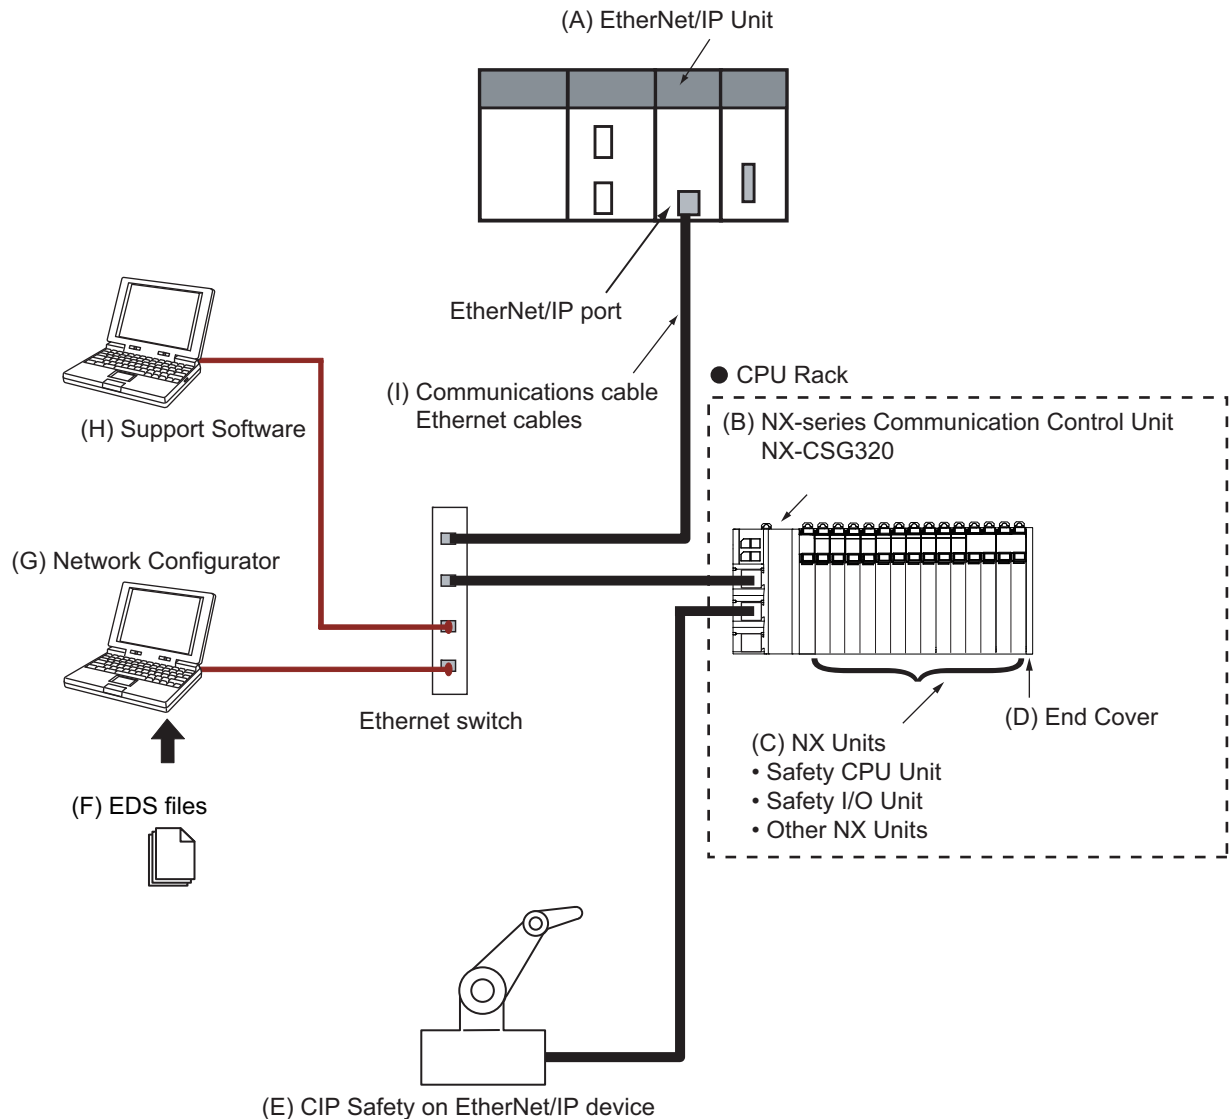 (A) EtherNet/IP Unit
EtherNet/IP port
(I) Communications cable
Ethernet cables
● CPU Rack
(B) NX-series Communication Control Unit
NX-CSG320
(H) Support Software
(G) Network Configurator
Ethernet switch
(D) End Cover
(C) NX Units
• Safety CPU Unit
• Safety I/O Unit
• Other NX Units
(F) EDS files
(E) CIP Safety on EtherNet/IP device